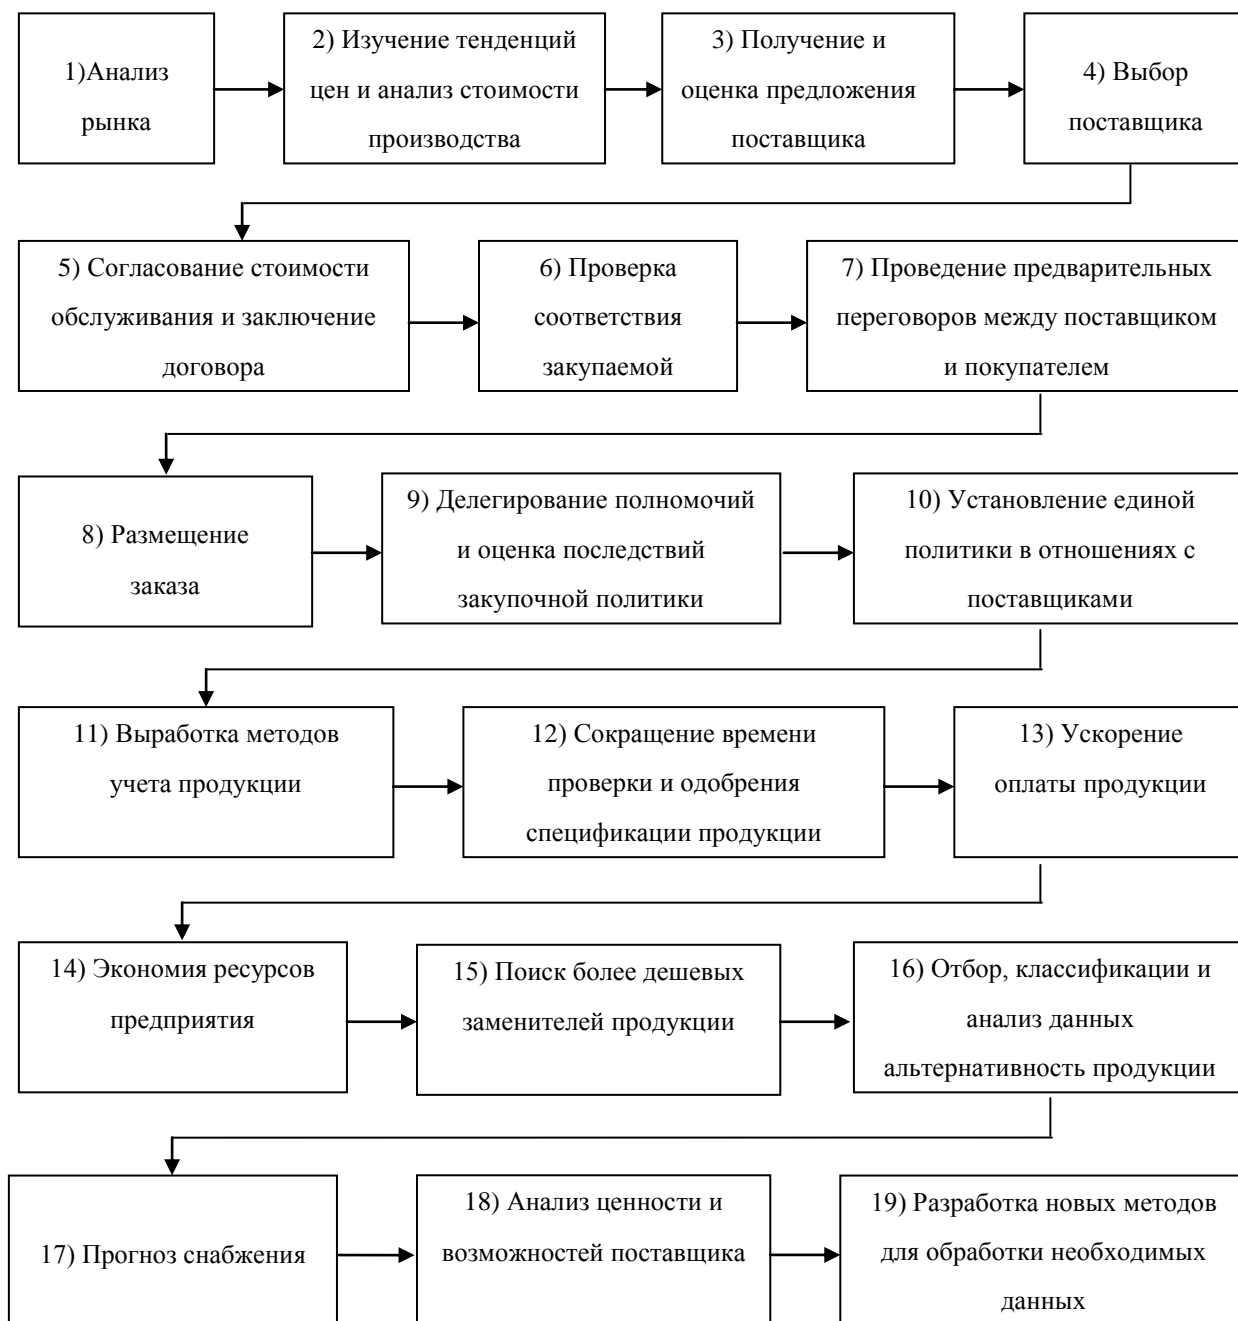 1)Анализ
рынка
2) Изучение тенденций
цен и анализ стоимости
производства
3) Получение и
оценка предложения
поставщика
4) Выбор
поставщика
5) Согласование стоимости
обслуживания и заключение
договора
6) Проверка
соответствия
закупаемой
7) Проведение предварительных
переговоров между поставщиком
и покупателем
8) Размещение
заказа
9) Делегирование полномочий
и оценка последствий
закупочной политики
10) Установление единой
политики в отношениях с
поставщиками
11) Выработка методов
учета продукции
12) Сокращение времени
проверки и одобрения
спецификации продукции
13) Ускорение
оплаты продукции
14) Экономия ресурсов
предприятия
15) Поиск более дешевых
заменителей продукции
16) Отбор, классификации и
анализ данных
альтернативность продукции
17) Прогноз снабжения
18) Анализ ценности и
возможностей поставщика
19) Разработка новых методов
для обработки необходимых
данных